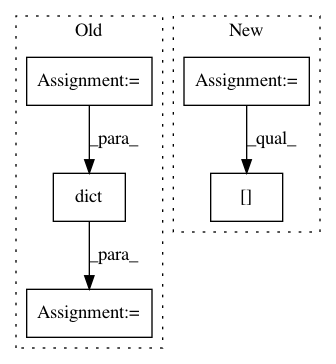 Old
New
Assignment:=
Assignment:=
_para_
_qual_
dict
[]
_para_
Assignment:=